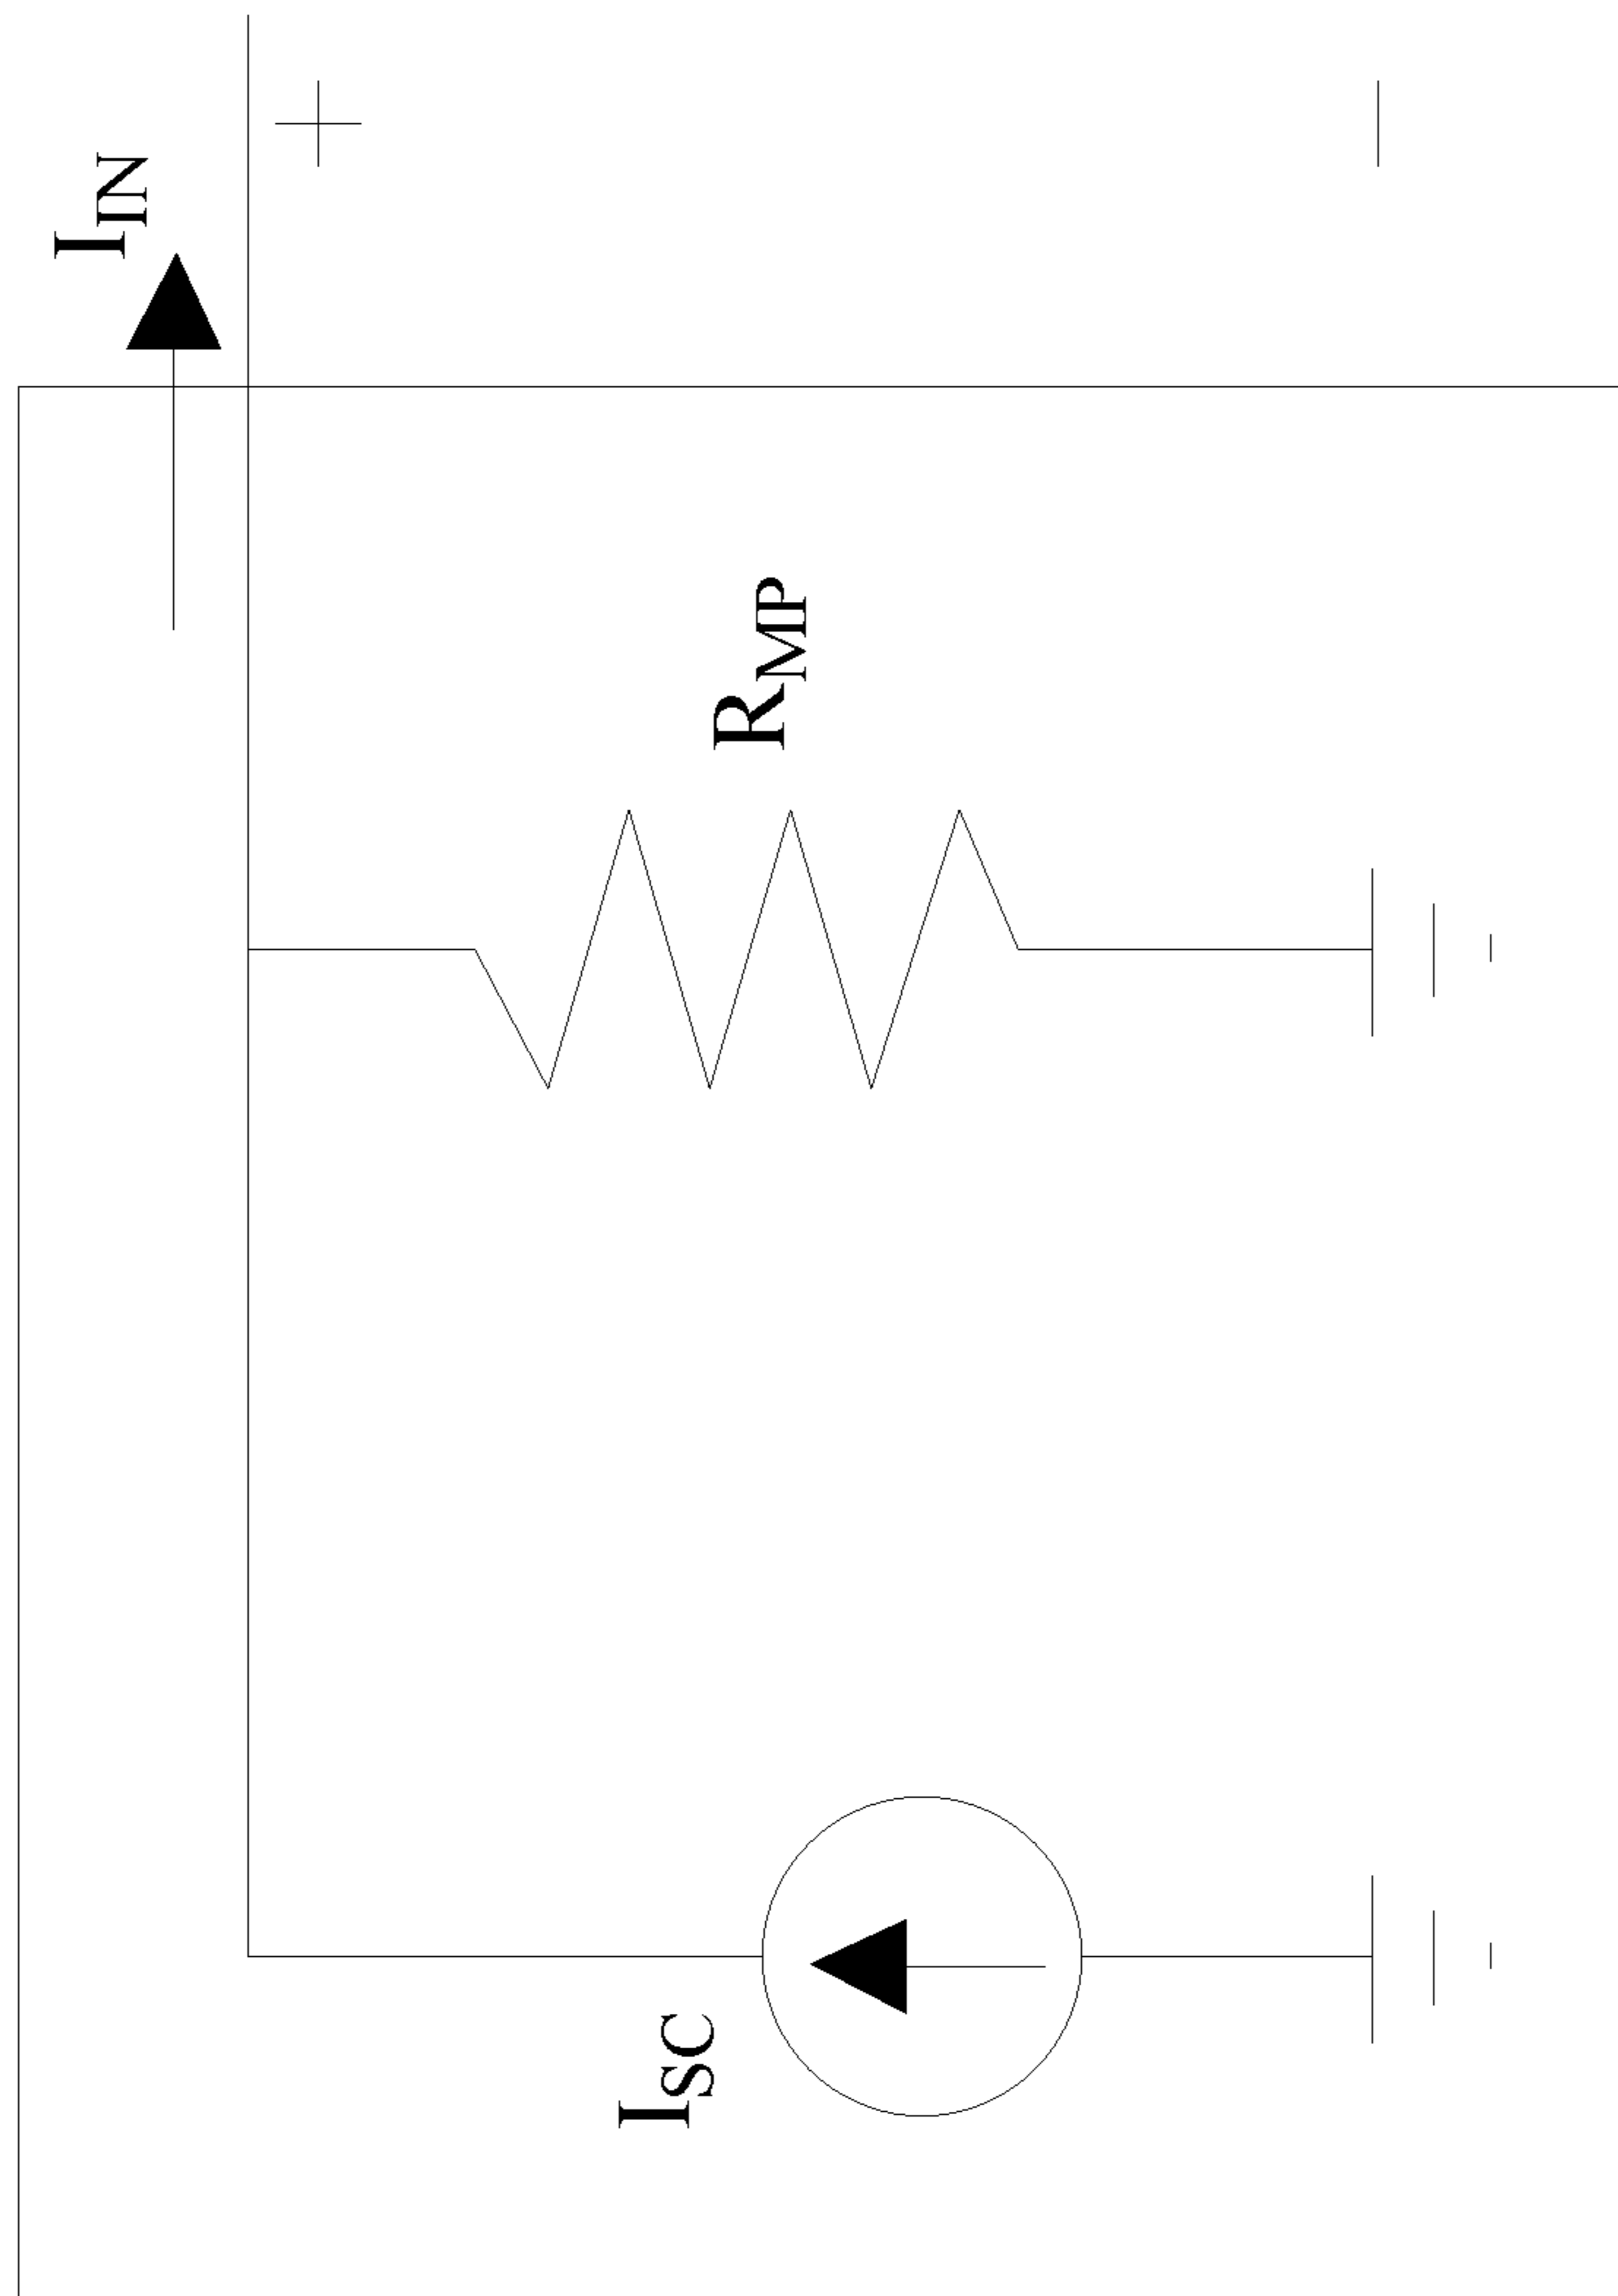 I_IN
R_MP
I_SC
+
-